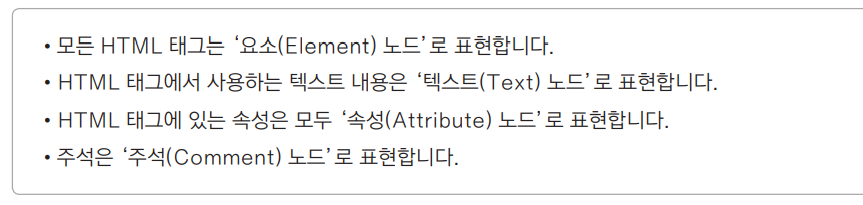 • 모든 HTML 태그는 ‘요소(Element) 노드’로 표현합니다.
• HTML 태그에서 사용하는 텍스트 내용은 ‘텍스트(Text) 노드’로 표현합니다.
• HTML 태그에 있는 속성은 모두 ‘속성(Attribute) 노드’로 표현합니다.
• 주석은 ‘주석(Comment) 노드’로 표현합니다.